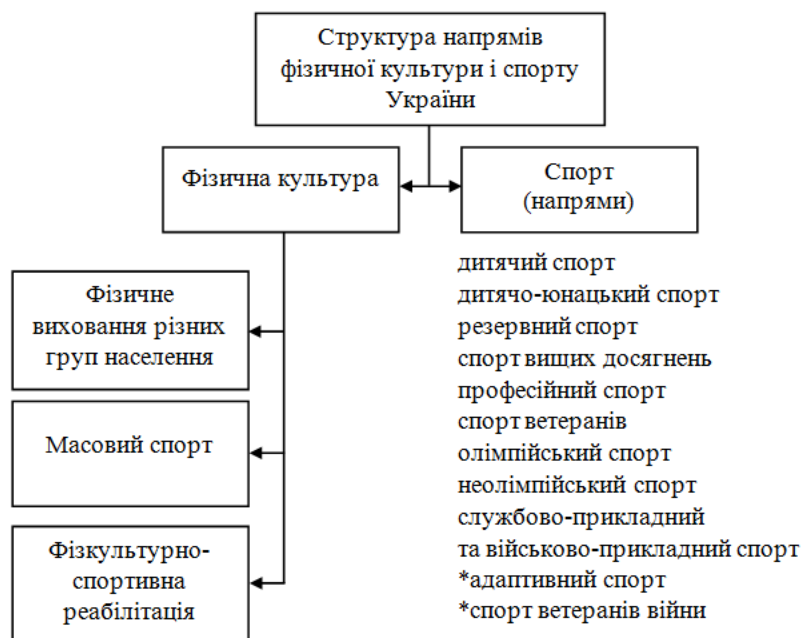 Структура напрямів
фізичної культури і спорту
України
Фізична культура
Спорт
(напрями)
Фізичне
виховання різних
груп населення
Масовий спорт
Фізкультурно-
спортивна
реабілітація
дитячий спорт
дитячо-юнацький спорт
резервний спорт
спорт вищих досягнень
професійний спорт
спорт ветеранів
олімпійський спорт
неолімпійський спорт
службово-прикладний
та військово-прикладний спорт
*адаптивний спорт
*спорт ветеранів війни